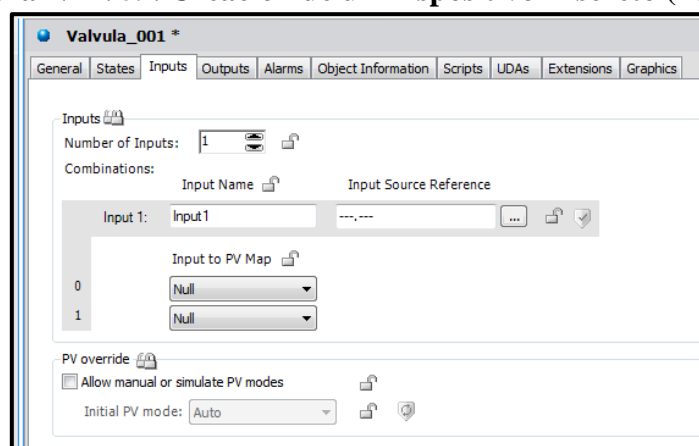 Valvula_001 *
General States Inputs Outputs Alarms Object Information Scripts UDAs Extensions Graphics
Inputs
Number of Inputs: 1
Combinations:
Input Name Input Source Reference
Input 1: Input1 ---.--- ...
Input to PV Map
0 Null
1 Null
PV override
Allow manual or simulate PV modes
Initial PV mode: Auto